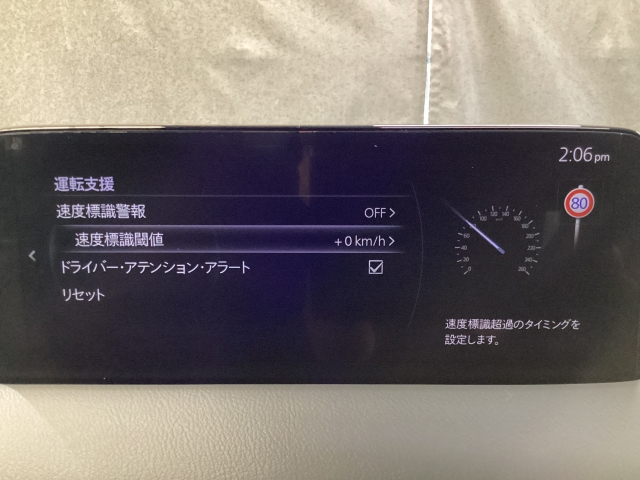 2:06pm
運転支援
速度標識警報 OFF
速度標識閾値 +0 km/h
ドライバー・アテンション・アラート
リセット
80
速度標識超過のタイミングを
設定します。